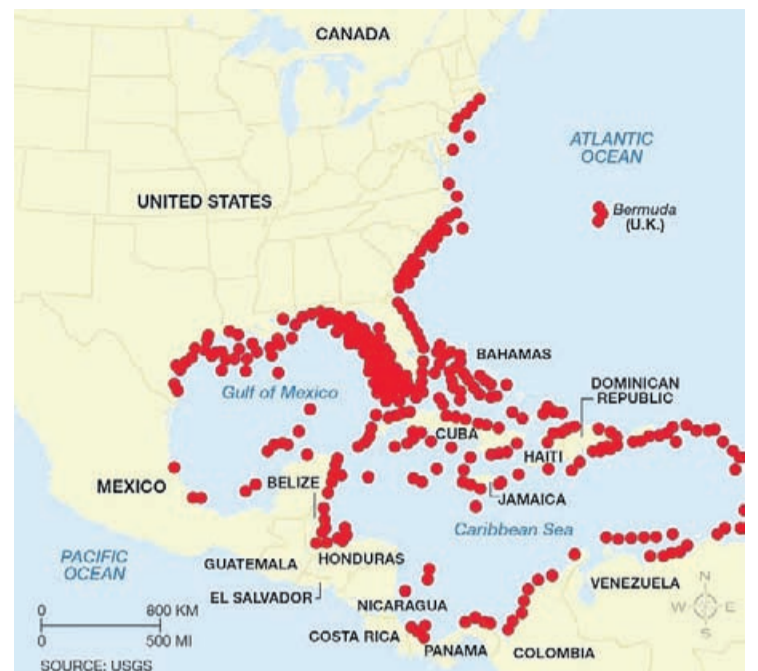 CANADA
ATLANTIC
OCEAN
UNITED STATES
Bermuda
(U.K.)
BAHAMAS
Gulf of Mexico
DOMINICAN
REPUBLIC
CUBA
HAITI
MEXICO
BELIZE
JAMAICA
Caribbean Sea
PACIFIC
OCEAN
GUATEMALA
HONDURAS
EL SALVADOR
NICARAGUA
VENEZUELA
N
W E
S
COSTA RICA
PANAMA
COLOMBIA
0 800 KM
0 500 MI
SOURCE: USGS